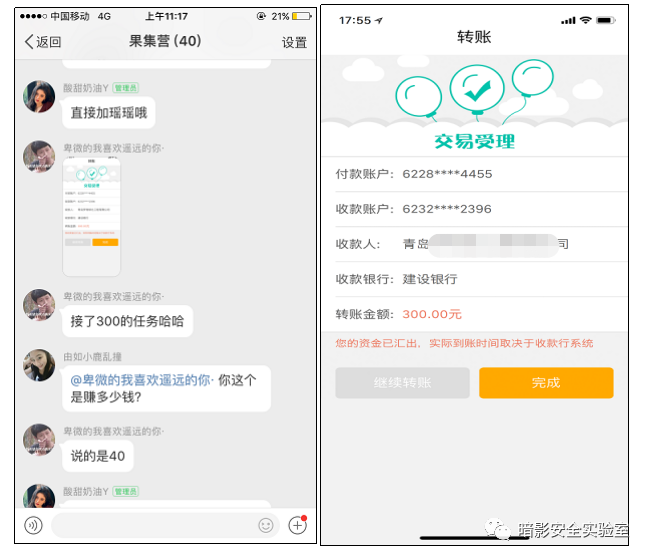 中国移动 4G 上午11:17 21%
返回 果集营 (40) 设置
酸甜奶油Y 管理员
直接加瑶瑶哦
卑微的我喜欢遥远的你·
转账
交易受理
卑微的我喜欢遥远的你·
接了300的任务哈哈
由如小鹿乱撞
@卑微的我喜欢遥远的你· 你这个
是赚多少钱?
卑微的我喜欢遥远的你·
说的是40
酸甜奶油Y 管理员
17:55
转账
交易受理
付款账户: 6228****4455
收款账户: 6232****2396
收款人: 青岛 司
收款银行: 建设银行
转账金额: 300.00元
您的资金已汇出，实际到账时间取决于收款行系统
继续转账 完成
暗影安全实验室